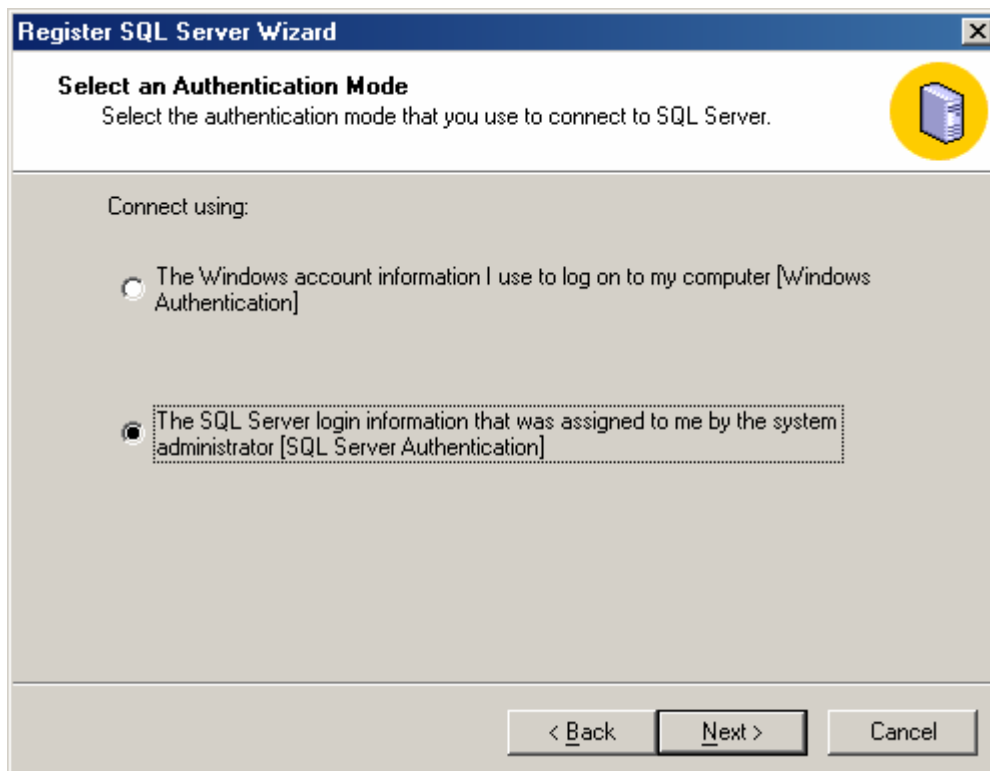 Register SQL Server Wizard
Select an Authentication Mode
Select the authentication mode that you use to connect to SQL Server.
Connect using:
The Windows account information I use to log on to my computer [Windows
Authentication]
The SQL Server login information that was assigned to me by the system
administrator [SQL Server Authentication]
< Back
Next >
Cancel